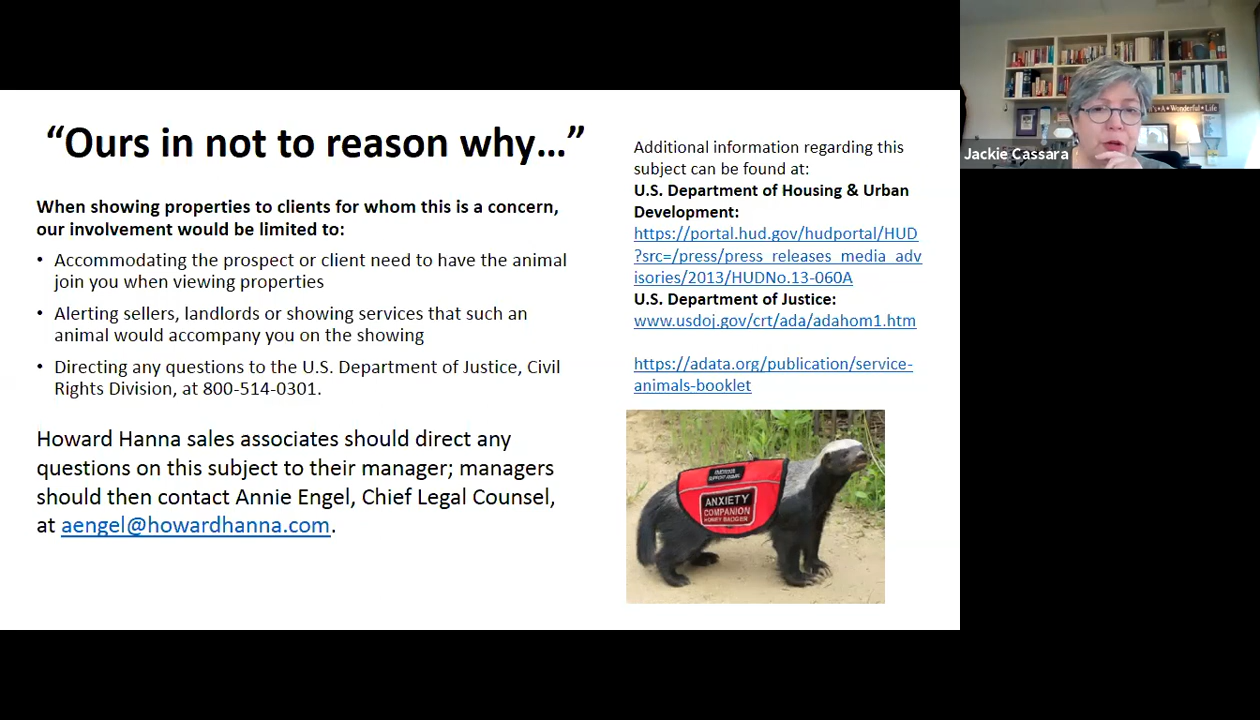 “Ours in not to reason why…”
When showing properties to clients for whom this is a concern,
our involvement would be limited to:
• Accommodating the prospect or client need to have the animal
join you when viewing properties
• Alerting sellers, landlords or showing services that such an
animal would accompany you on the showing
• Directing any questions to the U.S. Department of Justice, Civil
Rights Division, at 800-514-0301.
Howard Hanna sales associates should direct any
questions on this subject to their manager; managers
should then contact Annie Engel, Chief Legal Counsel,
at aengel@howardhanna.com.
Additional information regarding this
subject can be found at:
U.S. Department of Housing & Urban
Development:
https://portal.hud.gov/hudportal/HUD
?src=/press/press_releases_media_adv
isories/2013/HUDNo.13-060A
U.S. Department of Justice:
www.usdoj.gov/crt/ada/adahom1.htm
https://adata.org/publication/service-
animals-booklet
ANXIETY
COMPANION
HONEY BADGER
Jackie Cassara
A Wonderful Life